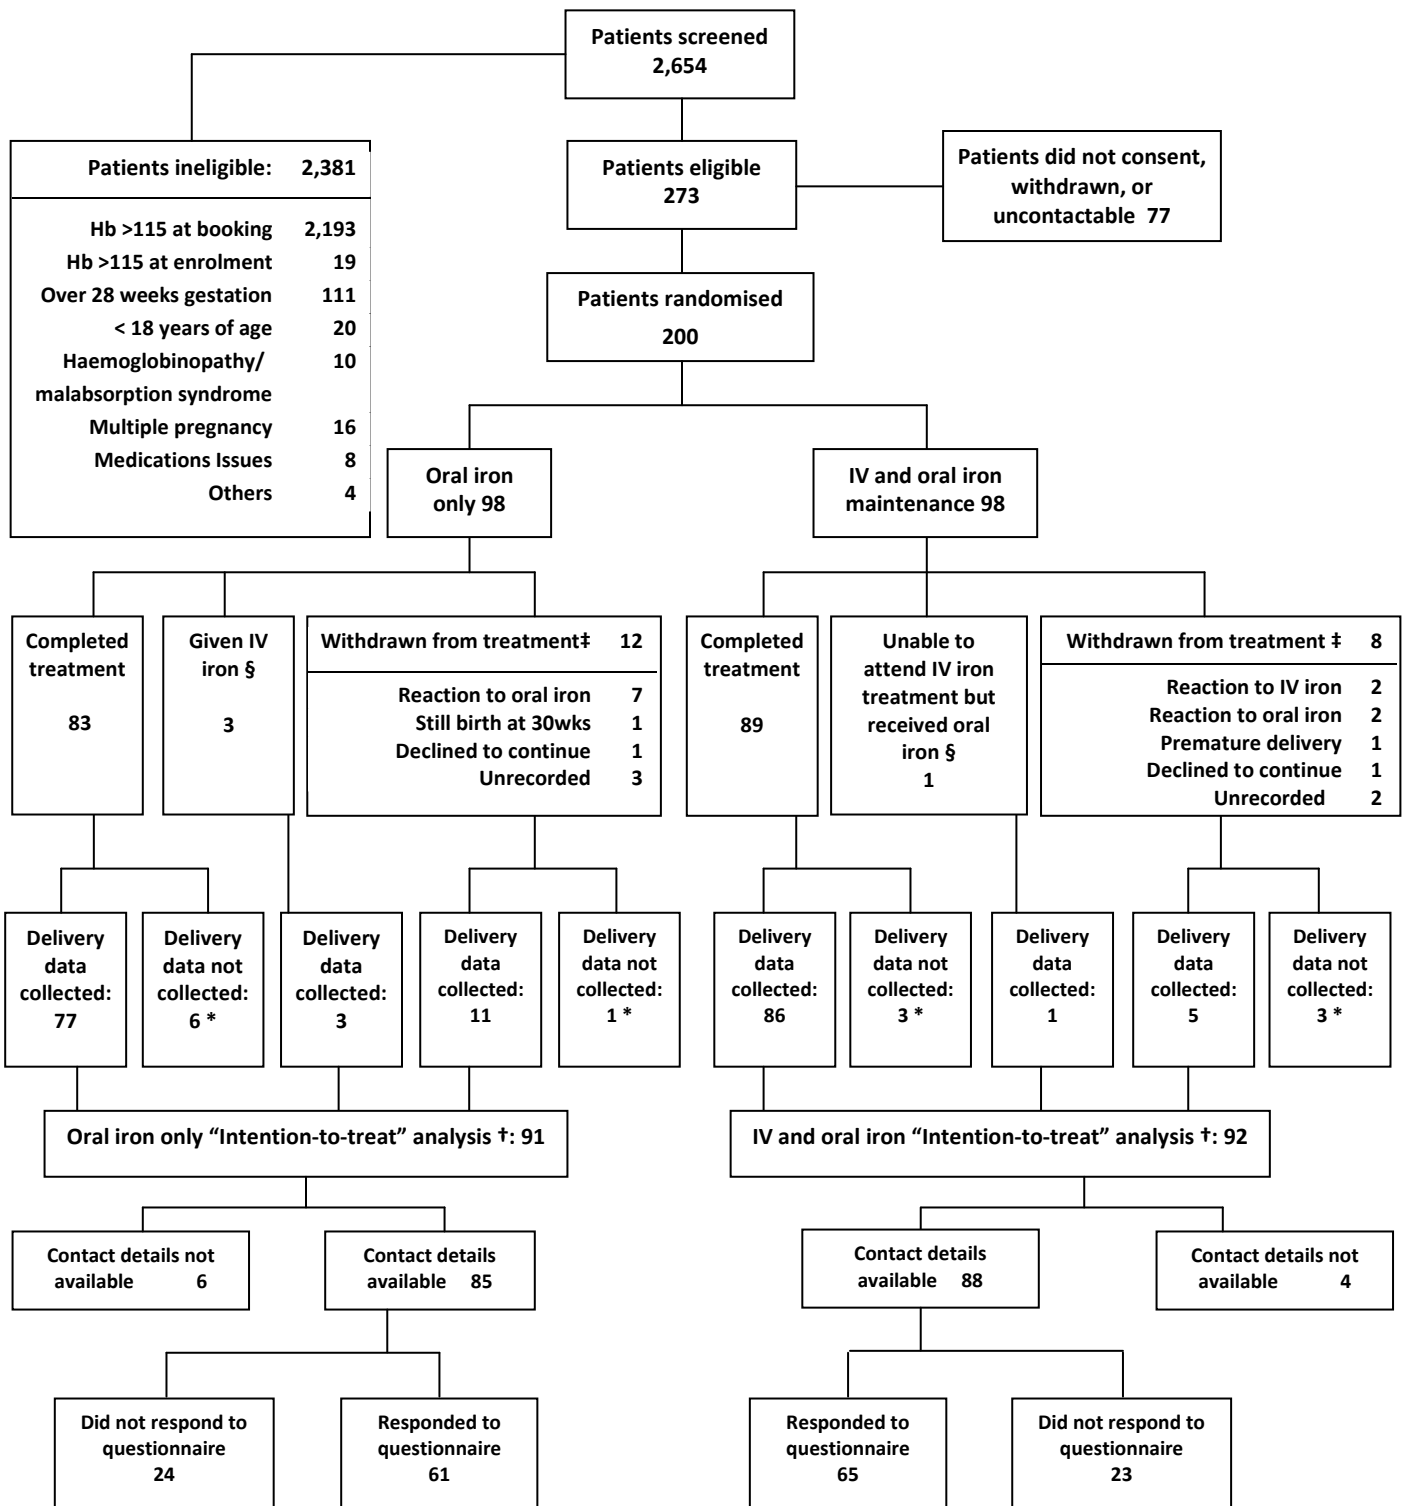 Patients screened
2,654
Patients ineligible: 2,381
Hb >115 at booking 2,193
Hb >115 at enrolment 19
Over 28 weeks gestation 111
< 18 years of age 20
Haemoglobinopathy/ 10
malabsorption syndrome
Multiple pregnancy 16
Medications Issues 8
Others 4
Patients eligible
273
Patients did not consent,
withdrawn, or
uncontactable 77
Patients randomised
200
Oral iron
only 98
IV and oral iron
maintenance 98
Completed
treatment
83
Given IV
iron §
3
Withdrawn from treatment‡ 12
Reaction to oral iron 7
Still birth at 30wks 1
Declined to continue 1
Unrecorded 3
Completed
treatment
89
Unable to
attend IV iron
treatment but
received oral
iron §
1
Withdrawn from treatment ‡ 8
Reaction to IV iron 2
Reaction to oral iron 2
Premature delivery 1
Declined to continue 1
Unrecorded 2
Delivery
data
collected:
77
Delivery
data not
collected:
6 *
Delivery
data
collected:
3
Delivery
data
collected:
11
Delivery
data not
collected:
1 *
Delivery
data
collected:
86
Delivery
data not
collected:
3 *
Delivery
data
collected:
1
Delivery
data
collected:
5
Delivery
data not
collected:
3 *
Oral iron only “Intention-to-treat” analysis †: 91
IV and oral iron “Intention-to-treat” analysis †: 92
Contact details not
available 6
Contact details
available 85
Contact details
available 88
Contact details not
available 4
Did not respond to
questionnaire
24
Responded to
questionnaire
61
Responded to
questionnaire
65
Did not respond to
questionnaire
23